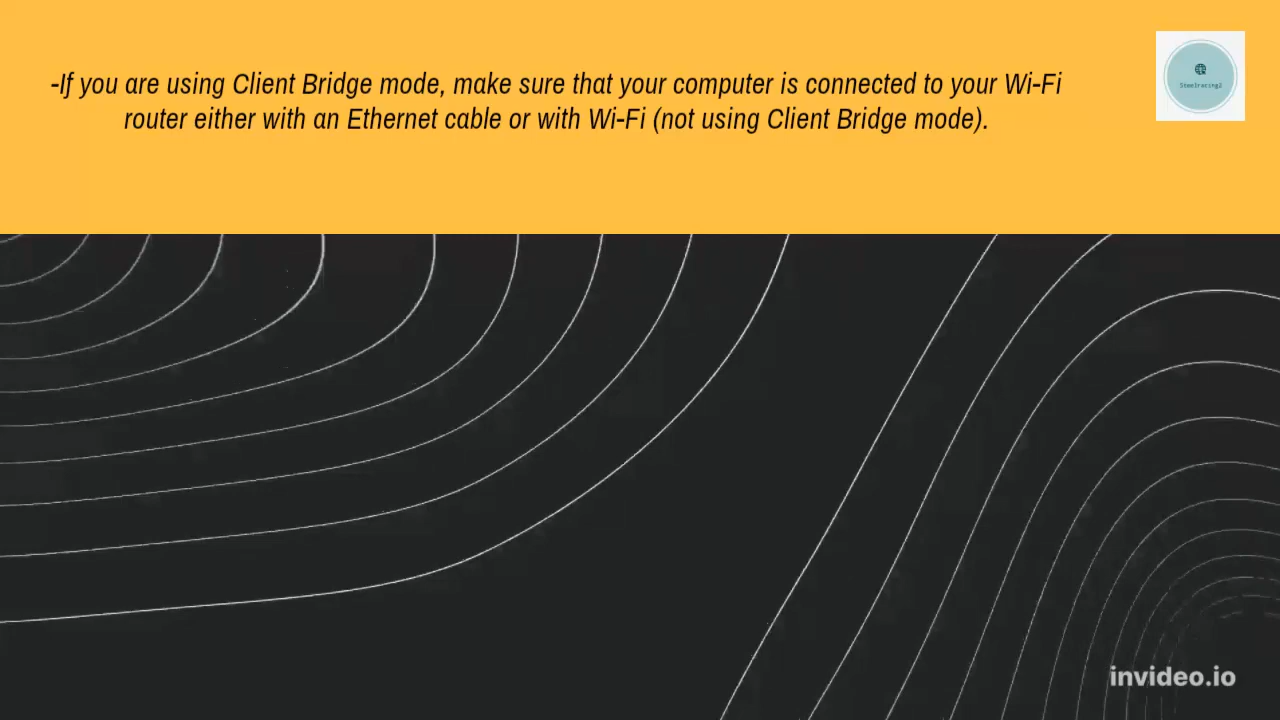 -If you are using Client Bridge mode, make sure that your computer is connected to your Wi-Fi
router either with an Ethernet cable or with Wi-Fi (not using Client Bridge mode).
invideo.io